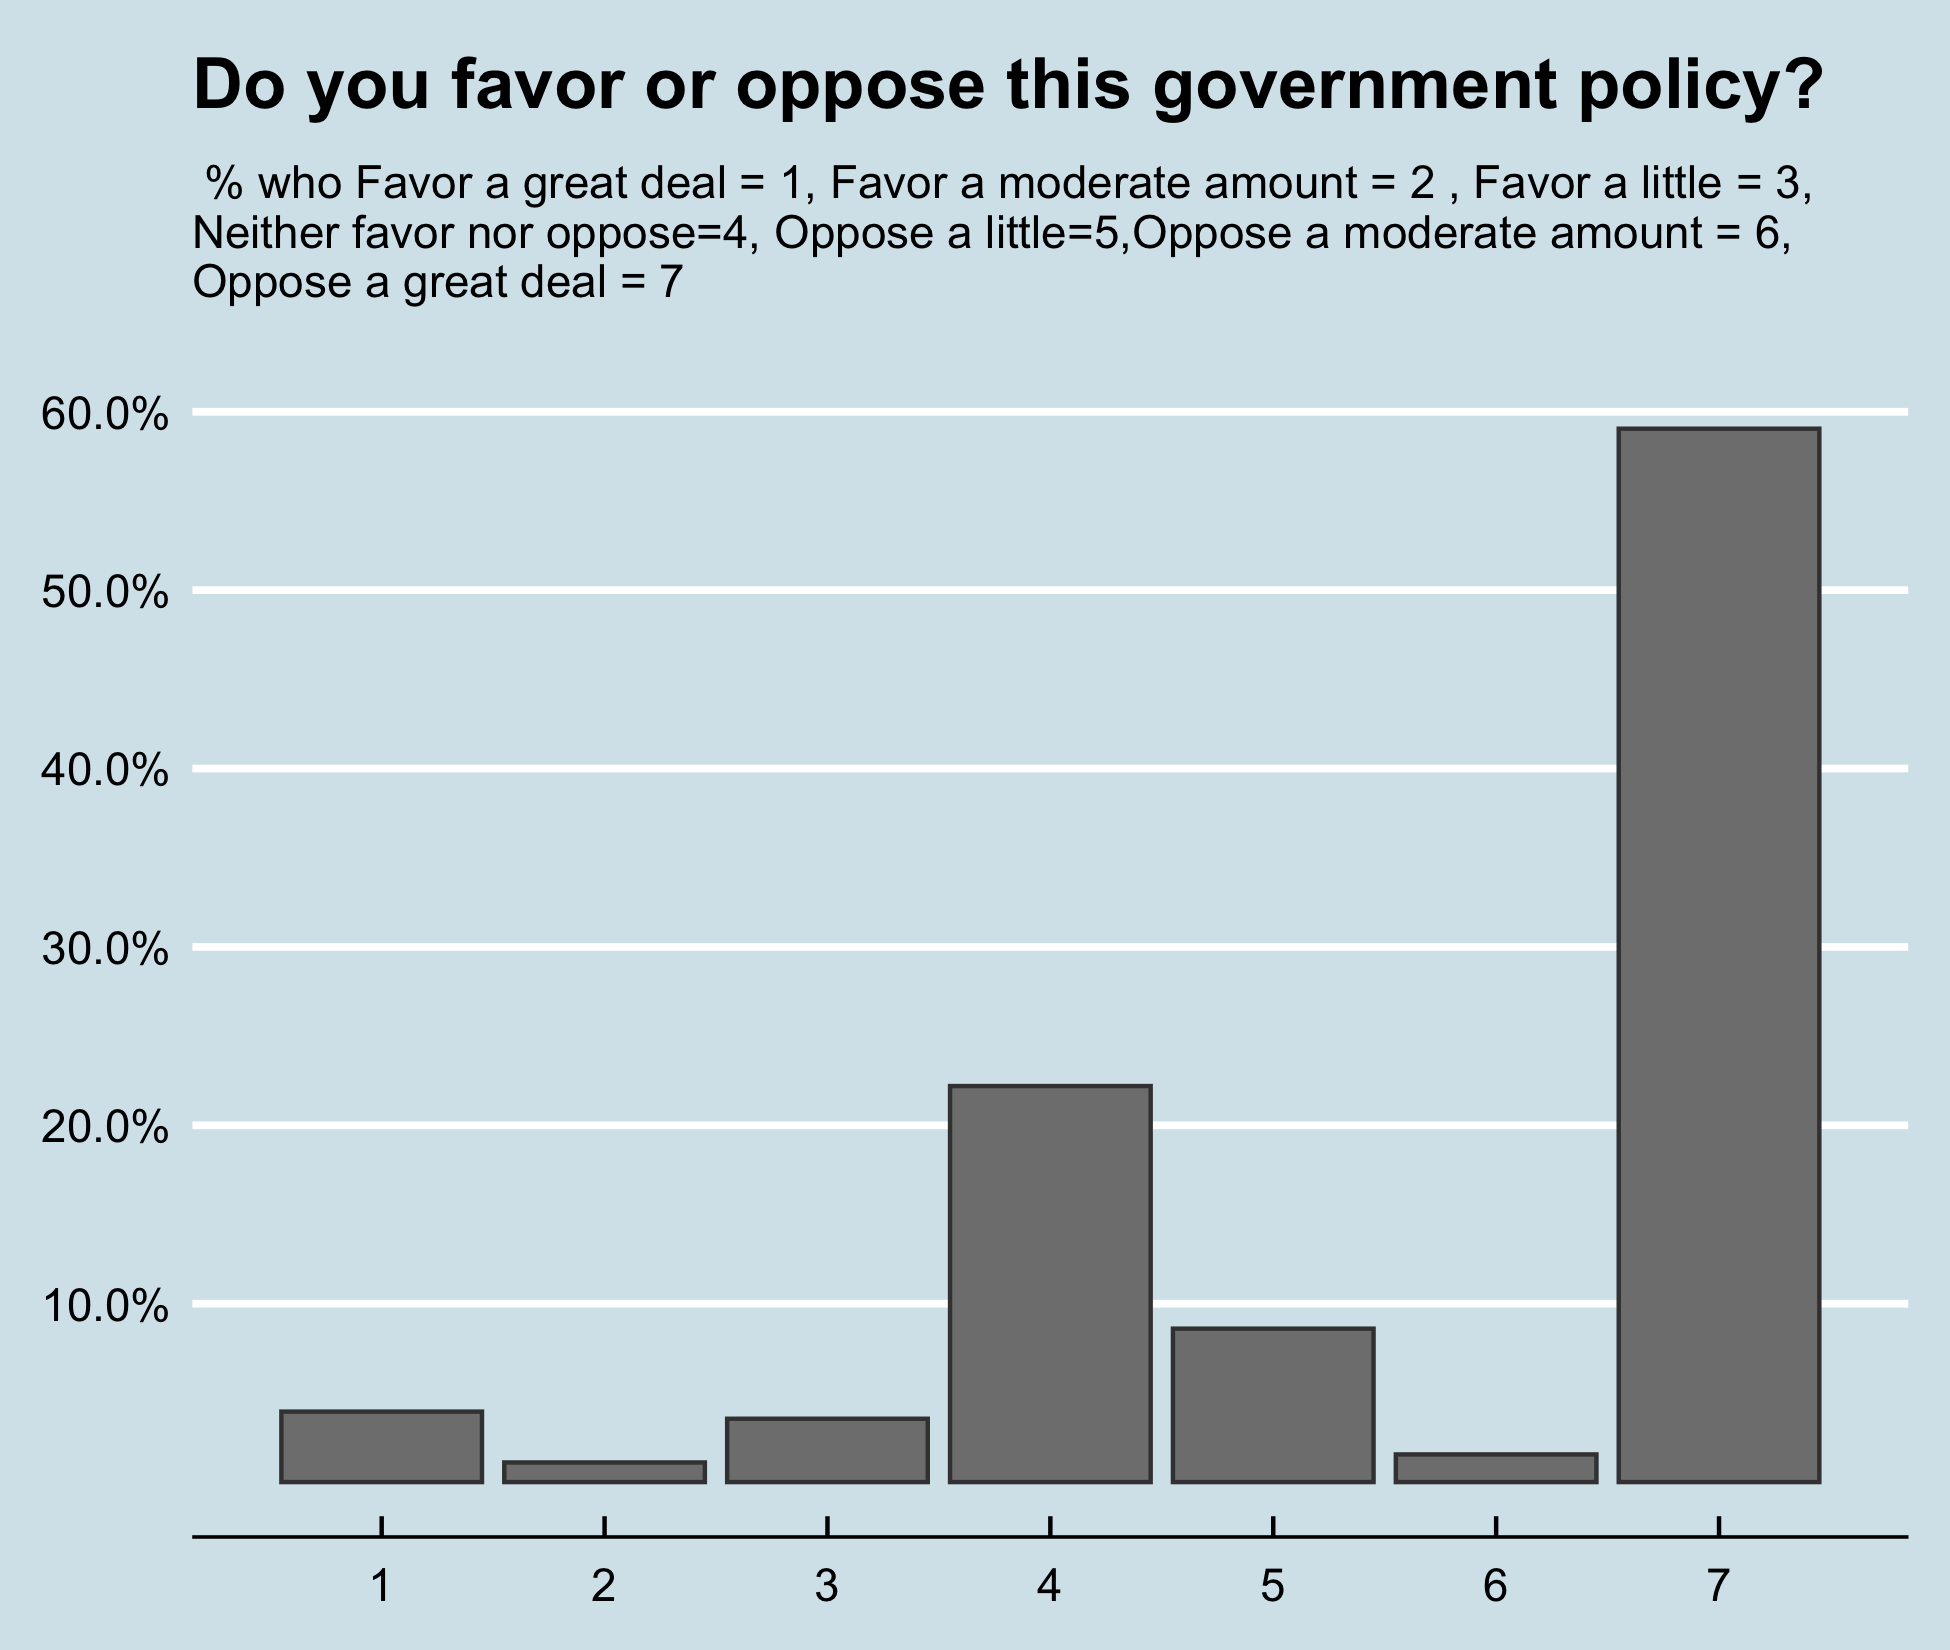 Do you favor or oppose this government policy?
% who Favor a great deal = 1, Favor a moderate amount = 2 , Favor a little = 3,
Neither favor nor oppose=4, Oppose a little=5,Oppose a moderate amount = 6,
Oppose a great deal = 7
60.0%
50.0%
40.0%
30.0%
20.0%
10.0%
1 2 3 4 5 6 7